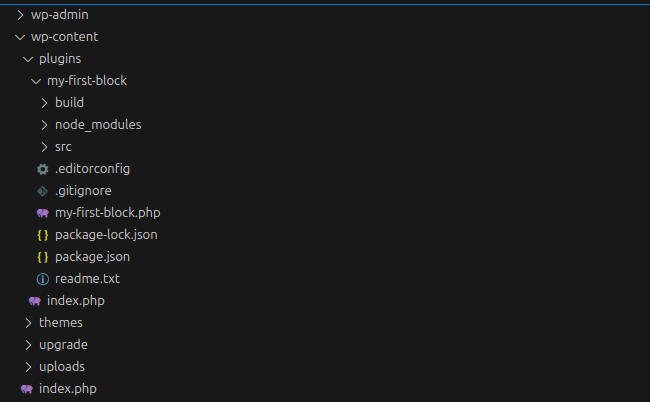 wp-admin
wp-content
plugins
my-first-block
build
node_modules
src
.editorconfig
.gitignore
my-first-block.php
package-lock.json
package.json
readme.txt
index.php
themes
upgrade
uploads
index.php